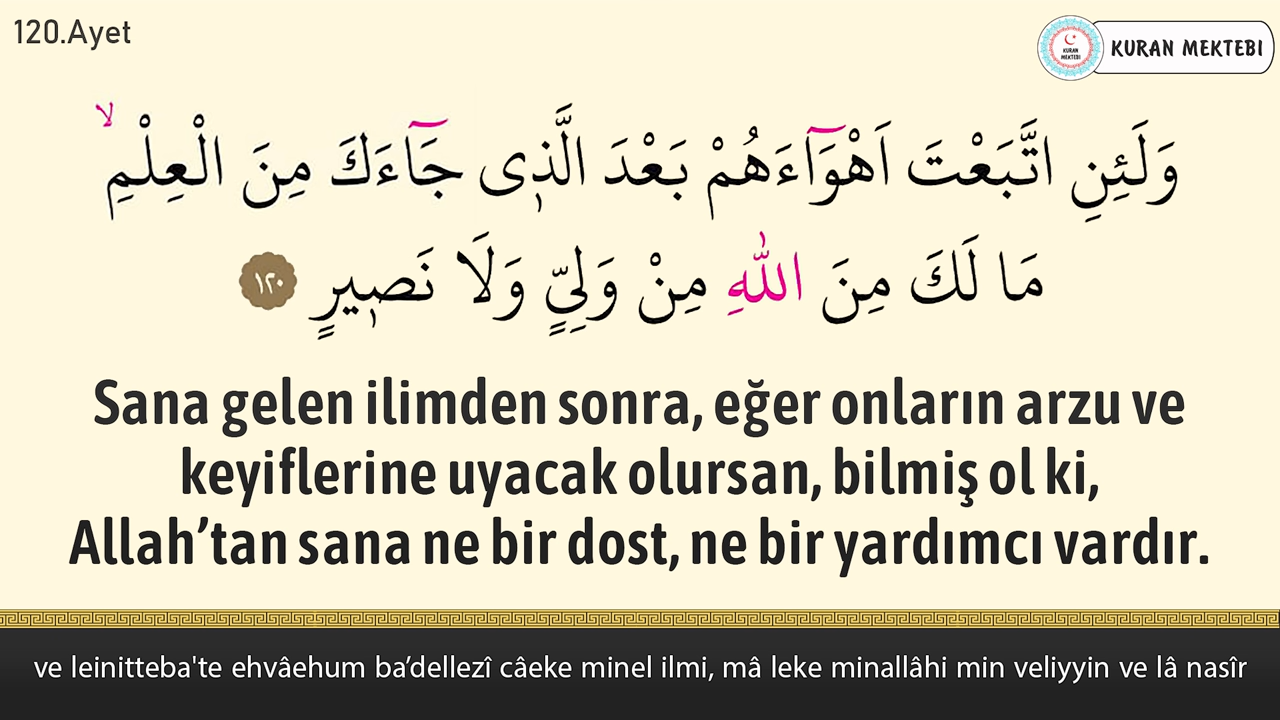 120.Ayet
KURAN MEKTEBİ
KURAN
MEKTEBİ
وَلَئِنِ اتَّبَعْتَ اَهْوَٓاءَهُمْ بَعْدَ الَّذ۪ى جَٓاءَكَ مِنَ الْعِلْمِۙ
مَا لَكَ مِنَ اللّٰهِ مِنْ وَلِيٍّ وَلَا نَص۪يرٍ ١٢٠
Sana gelen ilimden sonra, eğer onların arzu ve
keyiflerine uyacak olursan, bilmiş ol ki,
Allah’tan sana ne bir dost, ne bir yardımcı vardır.
ve leinitteba'te ehvâehum ba’dellezî câeke minel ilmi, mâ leke minallâhi min veliyyin ve lâ nasîr